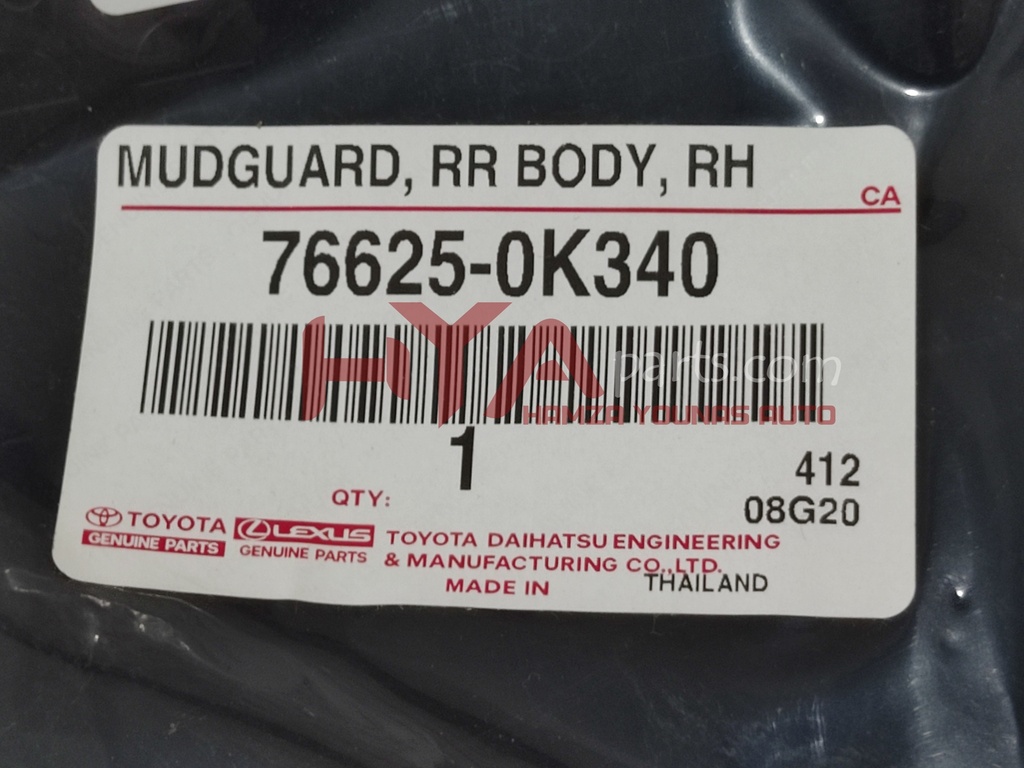 MUDGUARD, RR BODY, RH
CA
76625-0K340
HYA parts.com
HAMZA YOUNAS AUTO
1
QTY:
412
08G20
TOYOTA
GENUINE PARTS
LEXUS
GENUINE PARTS
TOYOTA DAIHATSU ENGINEERING
& MANUFACTURING CO.,LTD.
MADE IN THAILAND